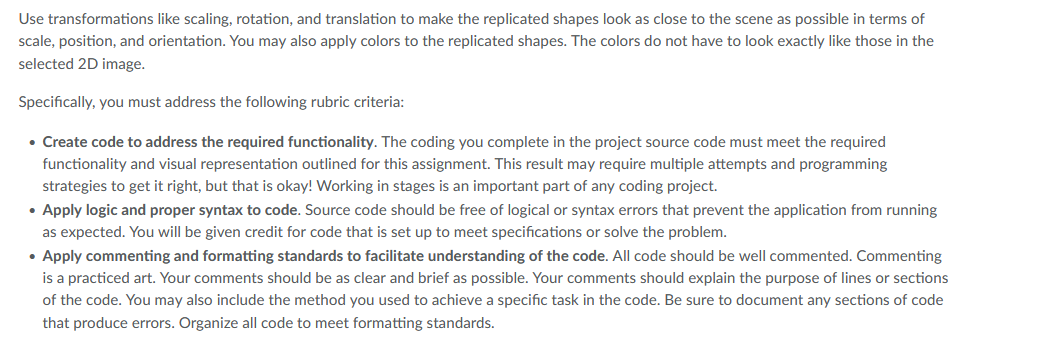 Use transformations like scaling, rotation, and translation to make the replicated shapes look as close to the scene as possible in terms of
scale, position, and orientation. You may also apply colors to the replicated shapes. The colors do not have to look exactly like those in the
selected 2D image.
Specifically, you must address the following rubric criteria:
• Create code to address the required functionality. The coding you complete in the project source code must meet the required
functionality and visual representation outlined for this assignment. This result may require multiple attempts and programming
strategies to get it right, but that is okay! Working in stages is an important part of any coding project.
• Apply logic and proper syntax to code. Source code should be free of logical or syntax errors that prevent the application from running
as expected. You will be given credit for code that is set up to meet specifications or solve the problem.
• Apply commenting and formatting standards to facilitate understanding of the code. All code should be well commented. Commenting
is a practiced art. Your comments should be as clear and brief as possible. Your comments should explain the purpose of lines or sections
of the code. You may also include the method you used to achieve a specific task in the code. Be sure to document any sections of code
that produce errors. Organize all code to meet formatting standards.